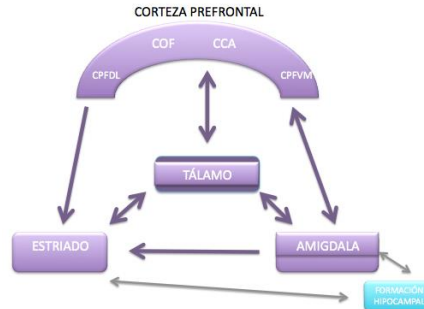 CORTEZA PREFRONTAL
COF CCA
CPFDL CPFVM
TÁLAMO
ESTRIADO AMIGDALA
FORMACIÓN
HIPOCAMPAL